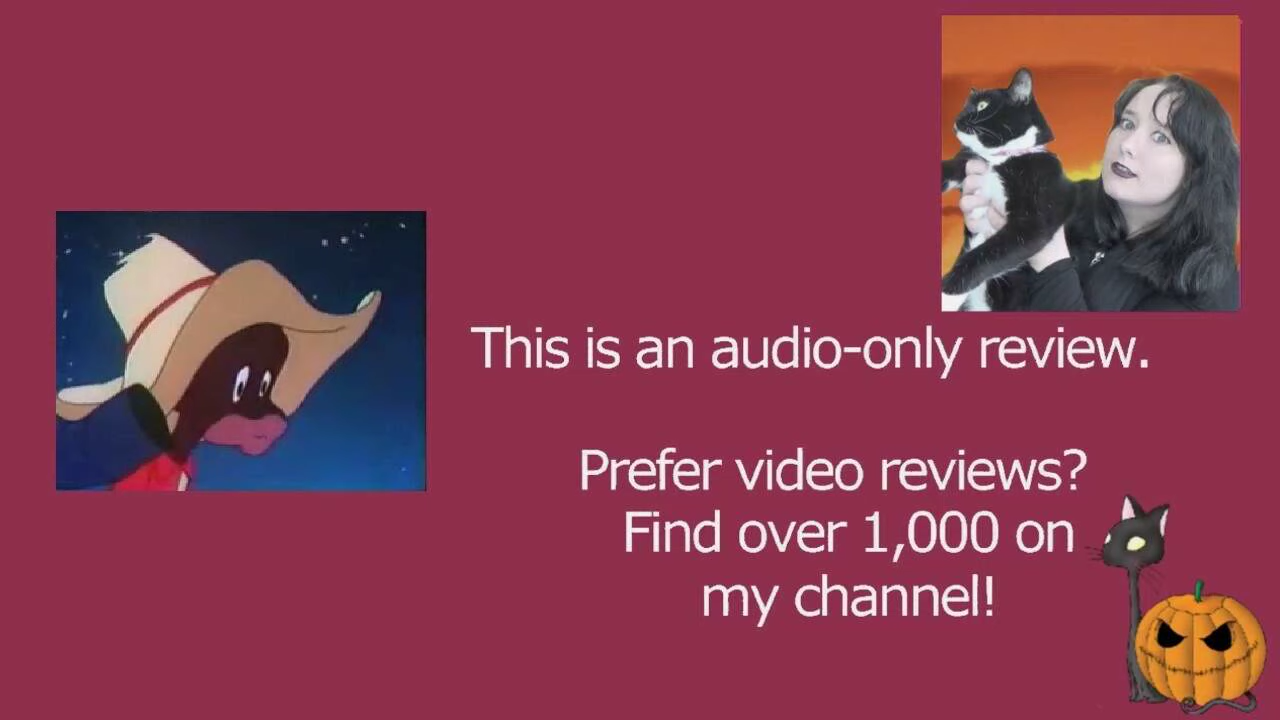 This is an audio-only review.
Prefer video reviews?
Find over 1,000 on
my channel!